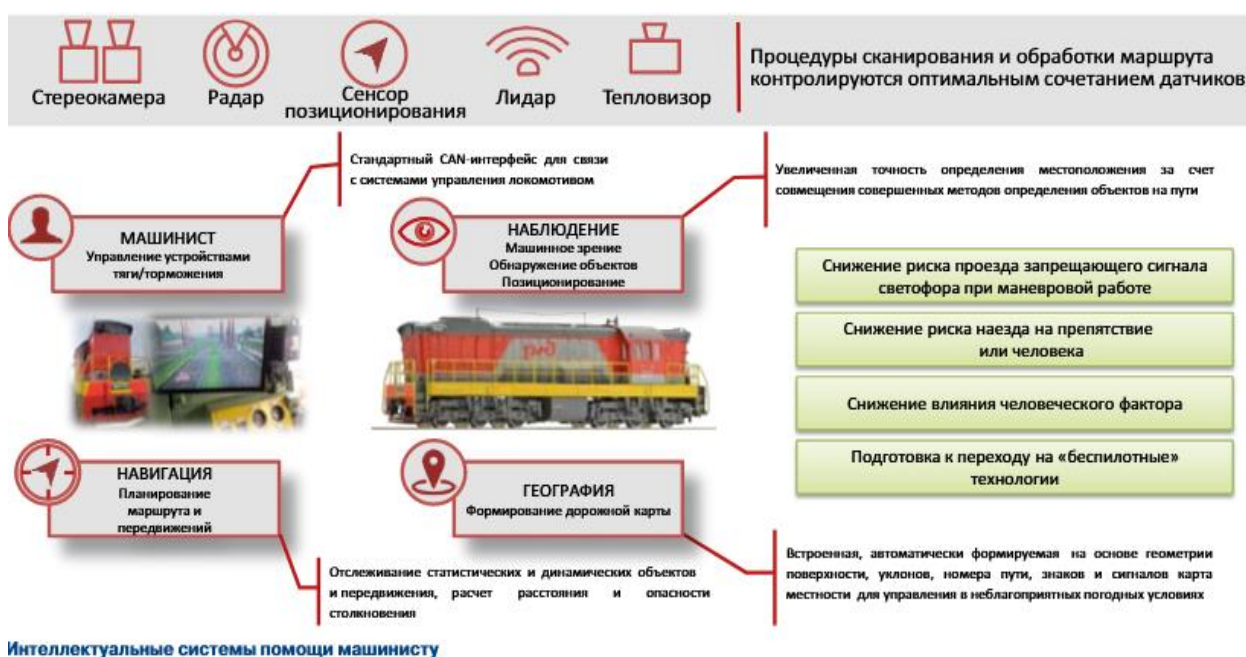 Стереокамера
Радар
Сенсор
позиционирования
Лидар
Тепловизор
Процедуры сканирования и обработки маршрута
контролируются оптимальным сочетанием датчиков
Стандартный CAN-интерфейс для связи
с системами управления локомотивом
Увеличенная точность определения местоположения за счет
совмещения совершенных методов определения объектов на пути
МАШИНИСТ
Управление устройствами
тяги/торможения
НАБЛЮДЕНИЕ
Машинное зрение
Обнаружение объектов
Позиционирование
Снижение риска проезда запрещающего сигнала
светофора при маневровой работе
Снижение риска наезда на препятствие
или человека
Снижение влияния человеческого фактора
Подготовка к переходу на «беспилотные»
технологии
РЖД
НАВИГАЦИЯ
Планирование
маршрута и
передвижений
ГЕОГРАФИЯ
Формирование дорожной карты
Отслеживание статистических и динамических объектов
и передвижения, расчет расстояния и опасности
столкновения
Встроенная, автоматически формируемая на основе геометрии
поверхности, уклонов, номера пути, знаков и сигналов карта
местности для управления в неблагоприятных погодных условиях
Интеллектуальные системы помощи машинисту